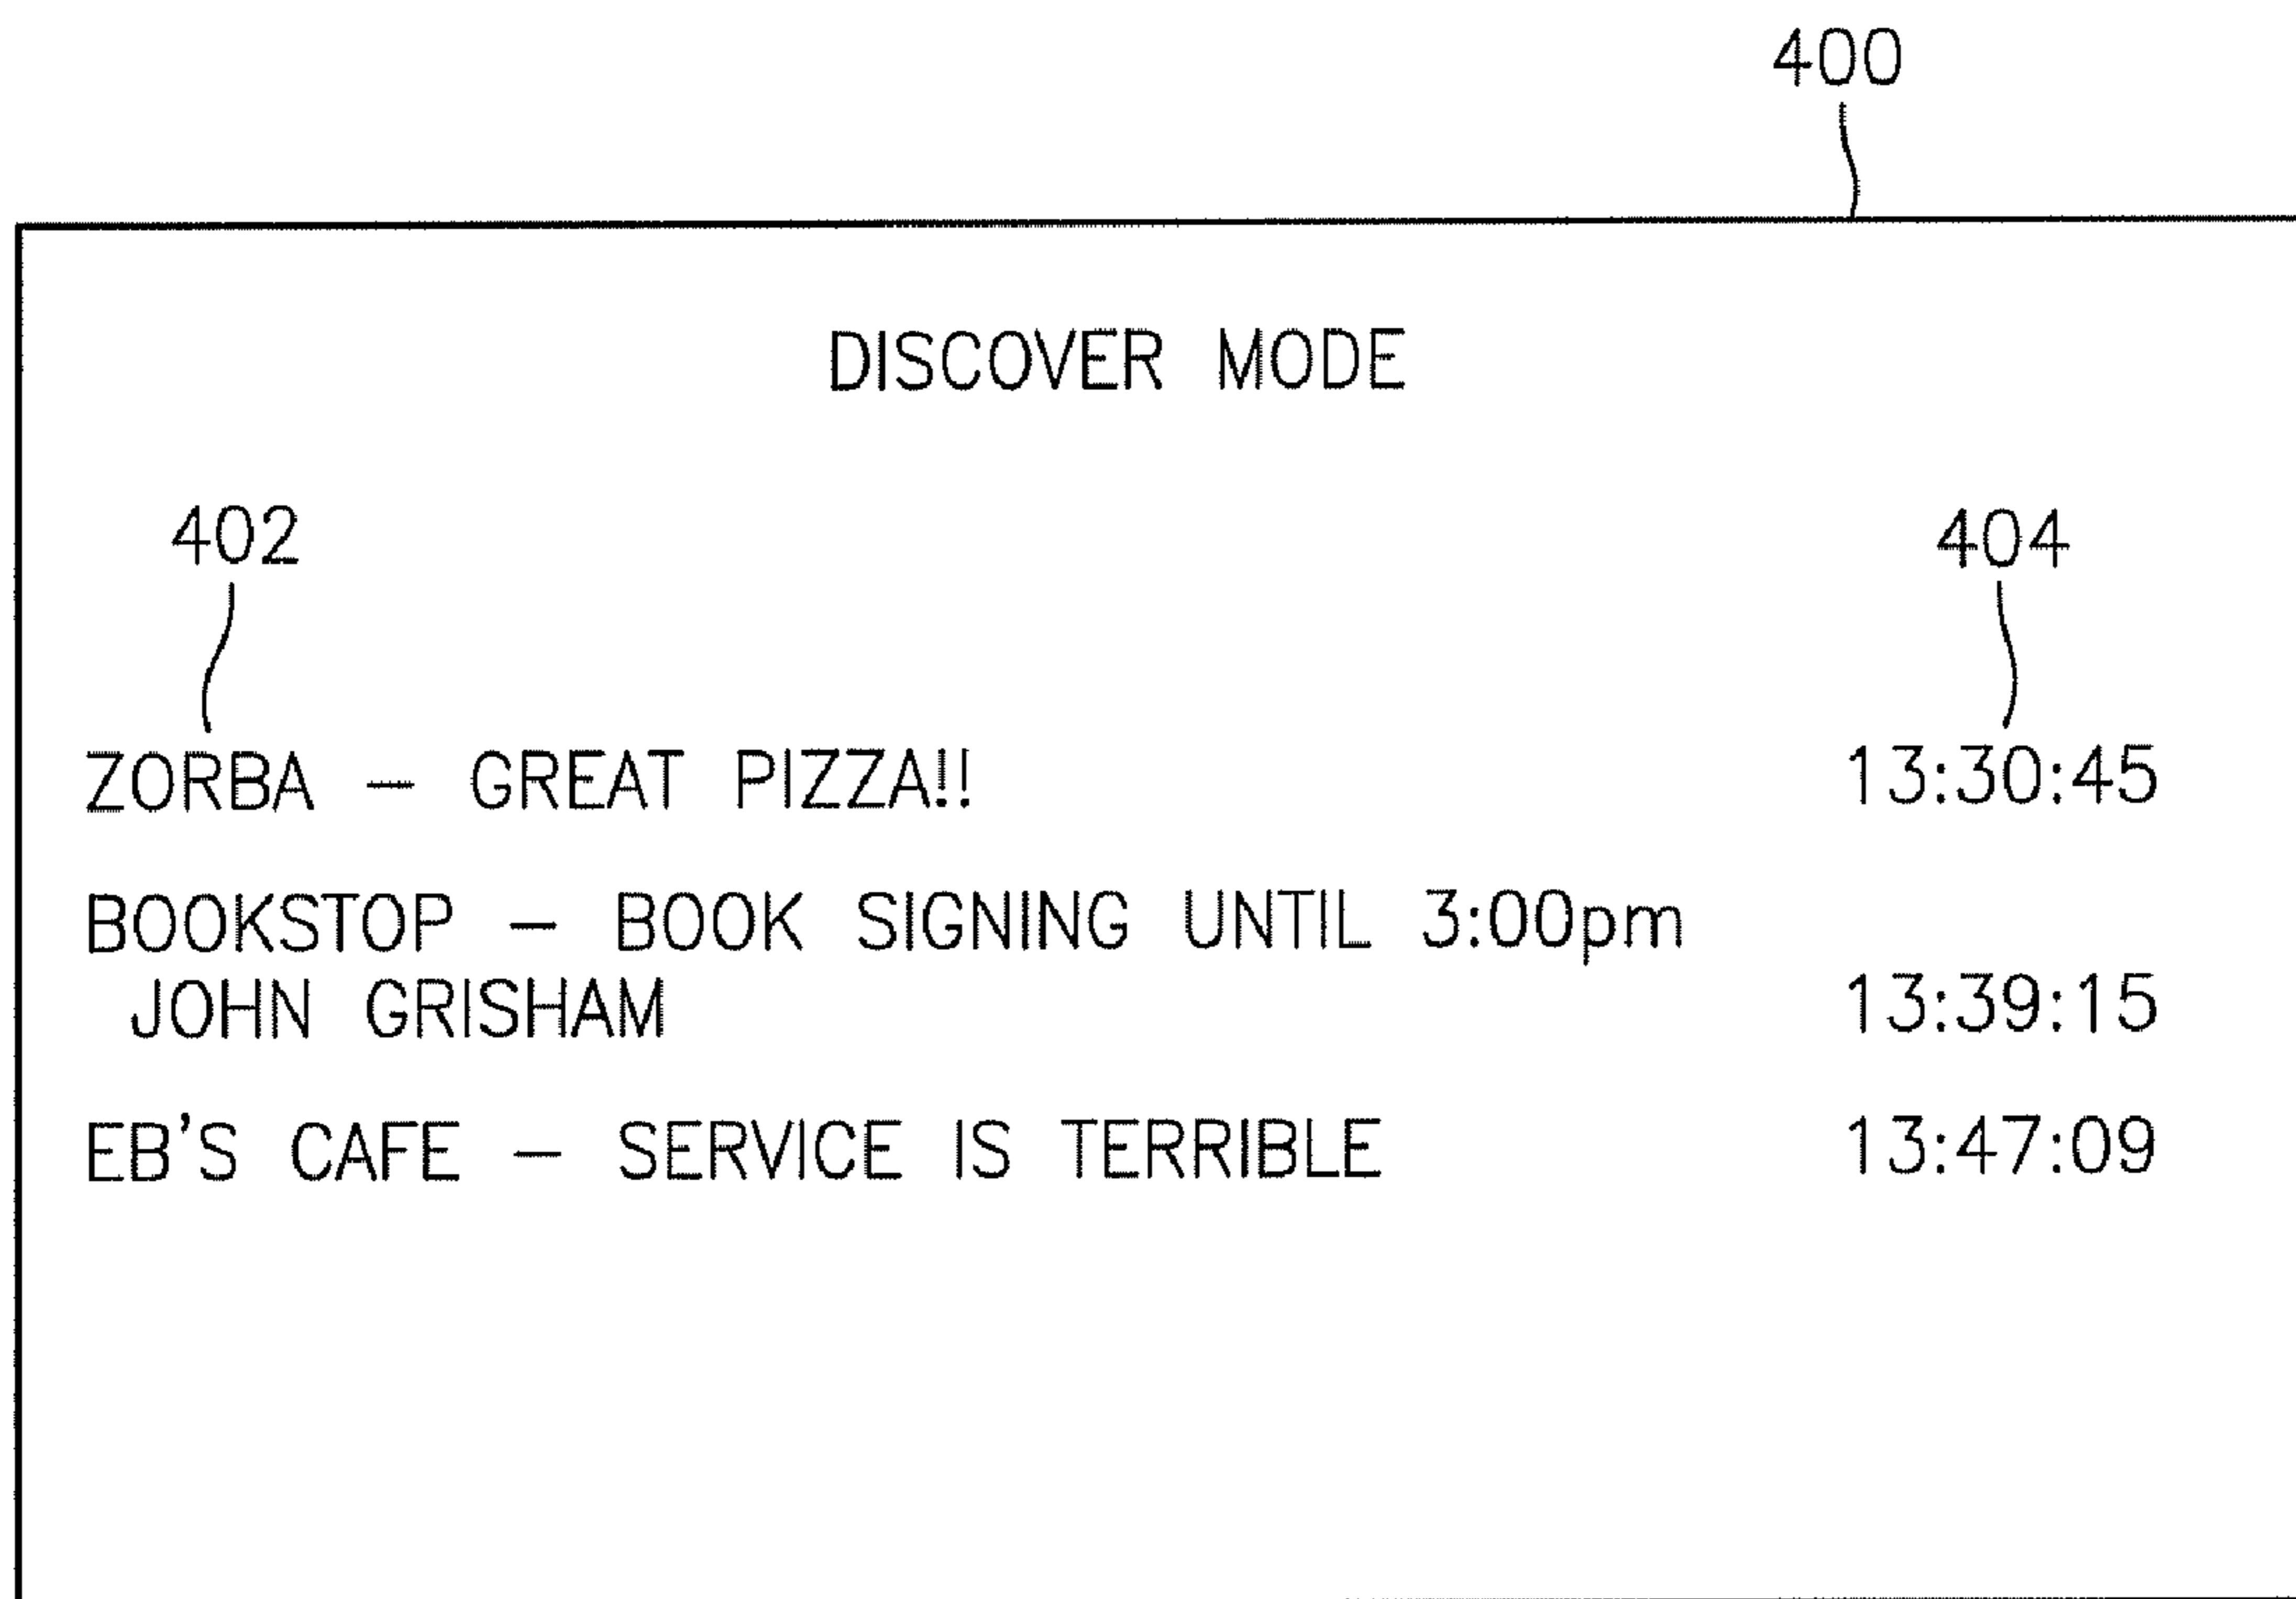 400
DISCOVER MODE
402 404
ZORBA – GREAT PIZZA!! 13:30:45
BOOKSTOP – BOOK SIGNING UNTIL 3:00pm
JOHN GRISHAM 13:39:15
EB'S CAFE – SERVICE IS TERRIBLE 13:47:09